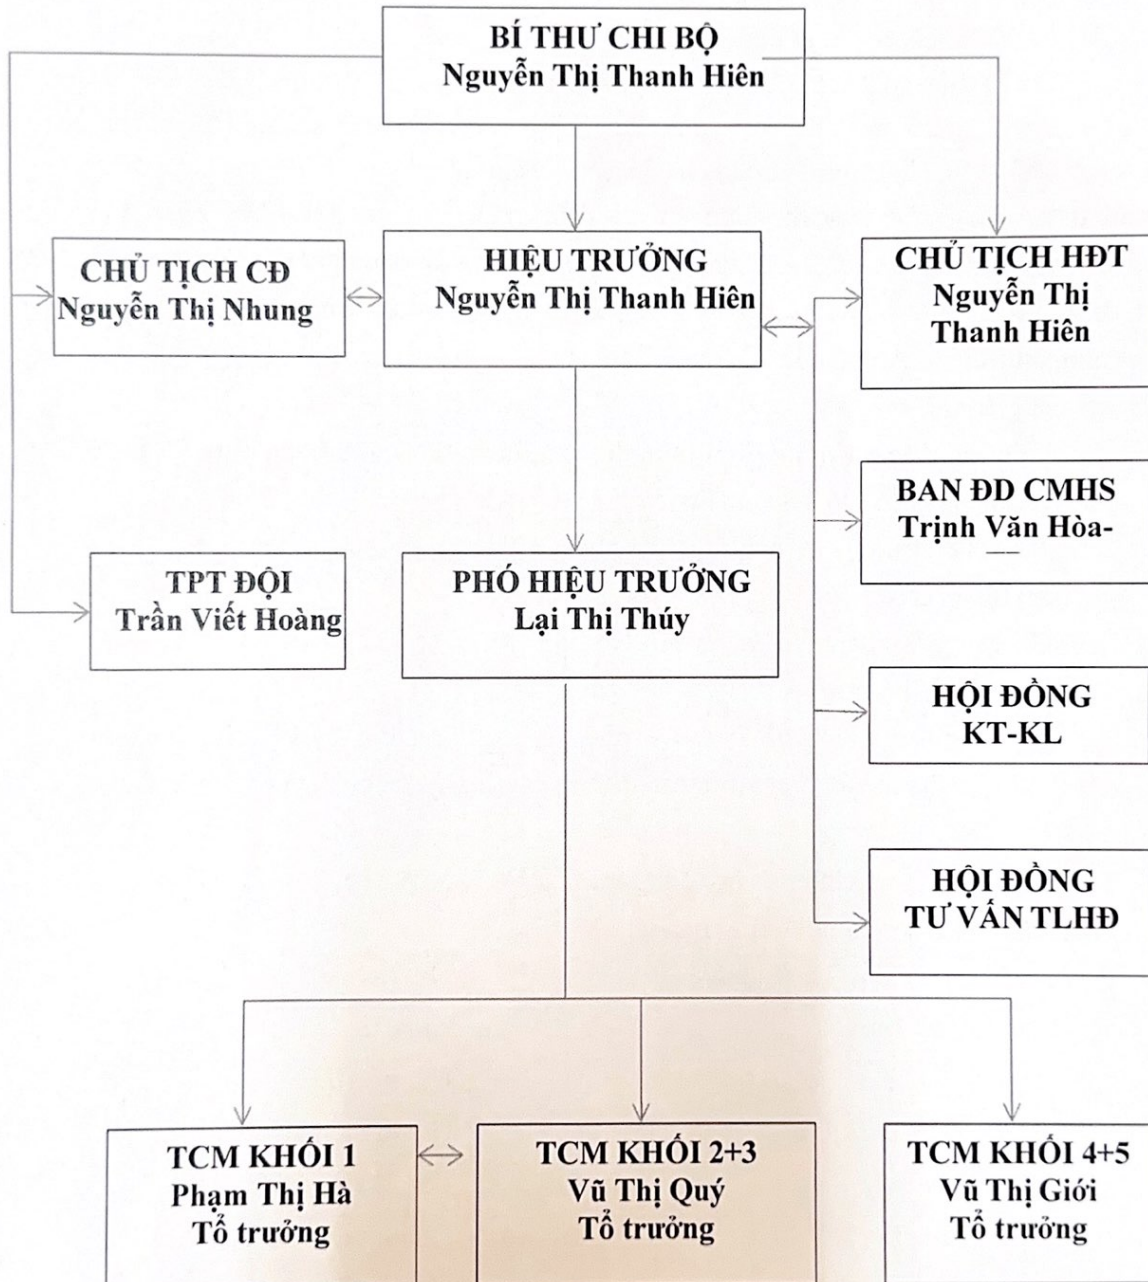 BÍ THƯ CHI BỘ
Nguyễn Thị Thanh Hiên
CHỦ TỊCH CĐ
Nguyễn Thị Nhung
HIỆU TRƯỞNG
Nguyễn Thị Thanh Hiên
CHỦ TỊCH HĐT
Nguyễn Thị
Thanh Hiên
BAN ĐD CMHS
Trịnh Văn Hòa-
TPT ĐỘI
Trần Viết Hoàng
PHÓ HIỆU TRƯỞNG
Lại Thị Thúy
HỘI ĐỒNG
KT-KL
HỘI ĐỒNG
TƯ VẤN TLHĐ
TCM KHỐI 1
Phạm Thị Hà
Tổ trưởng
TCM KHỐI 2+3
Vũ Thị Quý
Tổ trưởng
TCM KHỐI 4+5
Vũ Thị Giới
Tổ trưởng